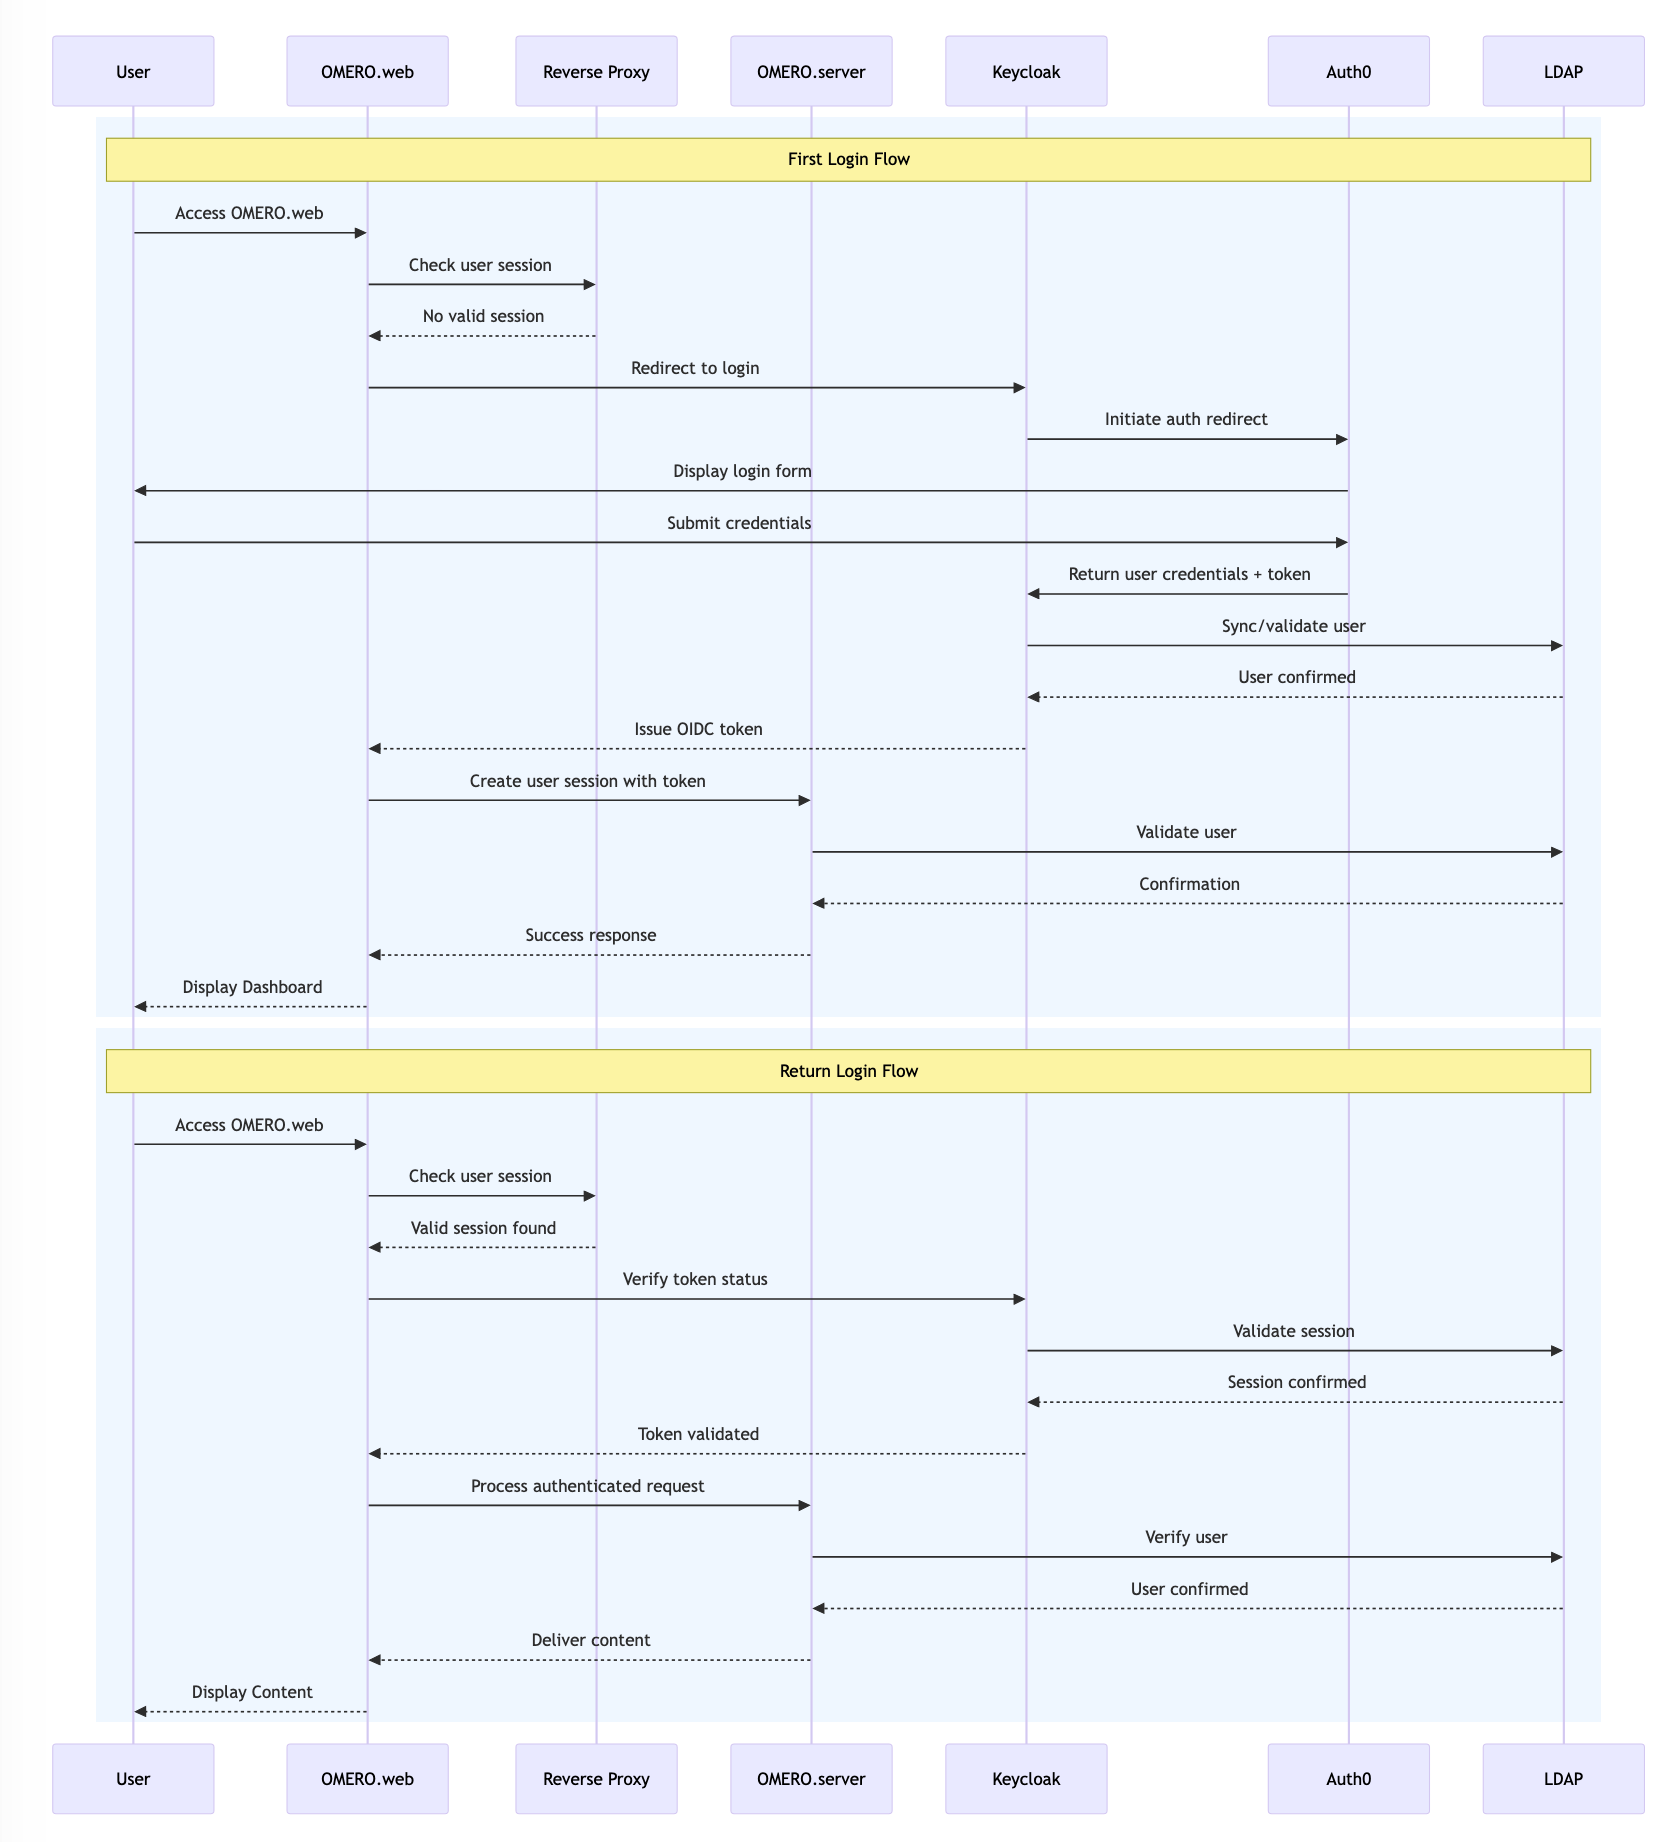 User
OMERO.web
Reverse Proxy
OMERO.server
Keycloak
Auth0
LDAP
First Login Flow
Access OMERO.web
Check user session
No valid session
Redirect to login
Initiate auth redirect
Display login form
Submit credentials
Return user credentials + token
Sync/validate user
User confirmed
Issue OIDC token
Create user session with token
Validate user
Confirmation
Success response
Display Dashboard
Return Login Flow
Access OMERO.web
Check user session
Valid session found
Verify token status
Validate session
Session confirmed
Token validated
Process authenticated request
Verify user
User confirmed
Deliver content
Display Content
User
OMERO.web
Reverse Proxy
OMERO.server
Keycloak
Auth0
LDAP